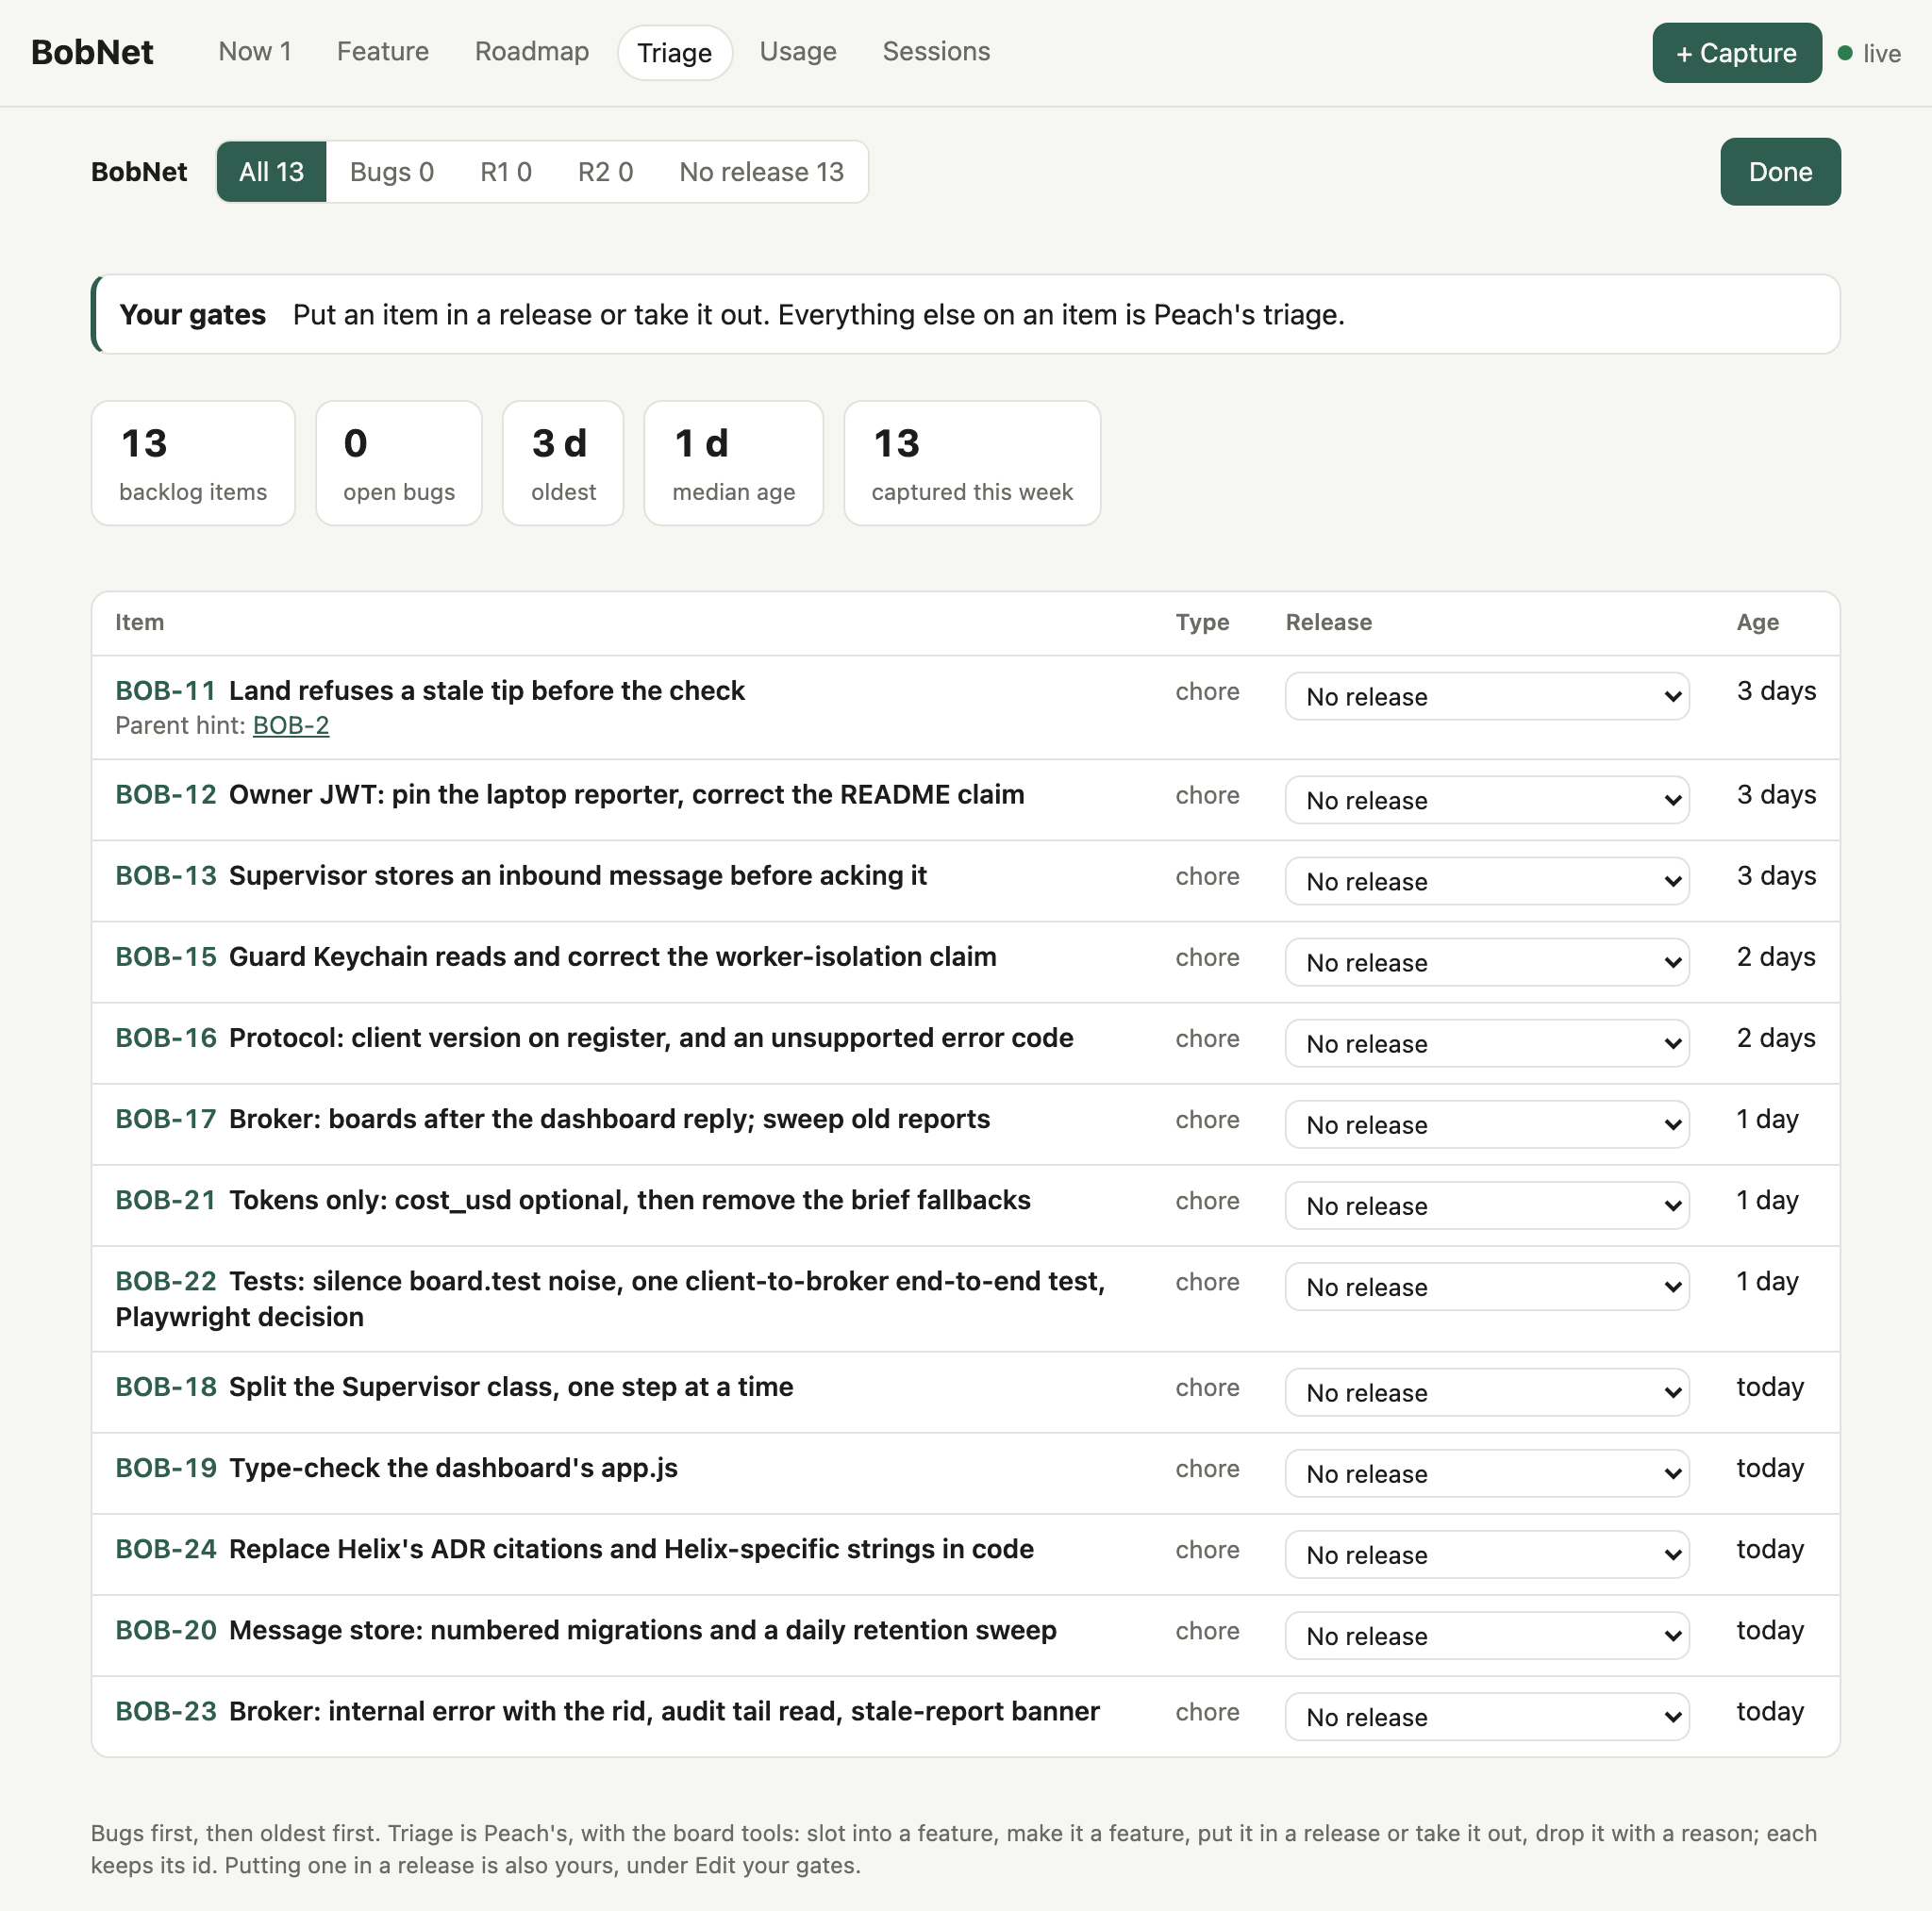 BobNet Now 1 Feature Roadmap Triage Usage Sessions + Capture live
BobNet All 13 Bugs 0 R1 0 R2 0 No release 13 Done
Your gates Put an item in a release or take it out. Everything else on an item is Peach's triage.
13 0 3 d 1 d 13
backlog items open bugs oldest median age captured this week
Item Type Release Age
BOB-11 Land refuses a stale tip before the check chore No release 3 days
Parent hint: BOB-2
BOB-12 Owner JWT: pin the laptop reporter, correct the README claim chore No release 3 days
BOB-13 Supervisor stores an inbound message before acking it chore No release 3 days
BOB-15 Guard Keychain reads and correct the worker-isolation claim chore No release 2 days
BOB-16 Protocol: client version on register, and an unsupported error code chore No release 2 days
BOB-17 Broker: boards after the dashboard reply; sweep old reports chore No release 1 day
BOB-21 Tokens only: cost_usd optional, then remove the brief fallbacks chore No release 1 day
BOB-22 Tests: silence board.test noise, one client-to-broker end-to-end test, chore No release 1 day
Playwright decision
BOB-18 Split the Supervisor class, one step at a time chore No release today
BOB-19 Type-check the dashboard's app.js chore No release today
BOB-24 Replace Helix's ADR citations and Helix-specific strings in code chore No release today
BOB-20 Message store: numbered migrations and a daily retention sweep chore No release today
BOB-23 Broker: internal error with the rid, audit tail read, stale-report banner chore No release today
Bugs first, then oldest first. Triage is Peach's, with the board tools: slot into a feature, make it a feature, put it in a release or take it out, drop it with a reason; each
keeps its id. Putting one in a release is also yours, under Edit your gates.